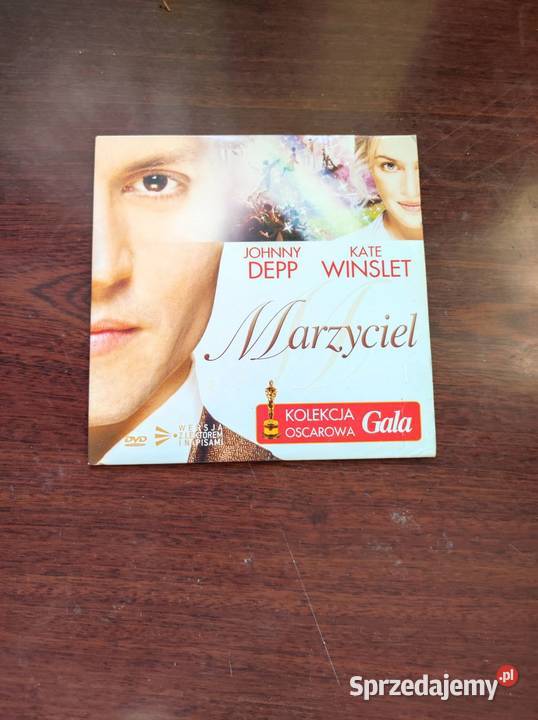 JOHNNY DEPP
KATE WINSLET
Marzyciel
KOLEKCJA OSCAROWA
Gala
DVD
WERSJA
Z LEKTOREM
I NAPISAMI
Sprzedajemy.pl